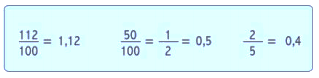 112/100 = 1,12 50/100 = 1/2 = 0,5 2/5 = 0,4